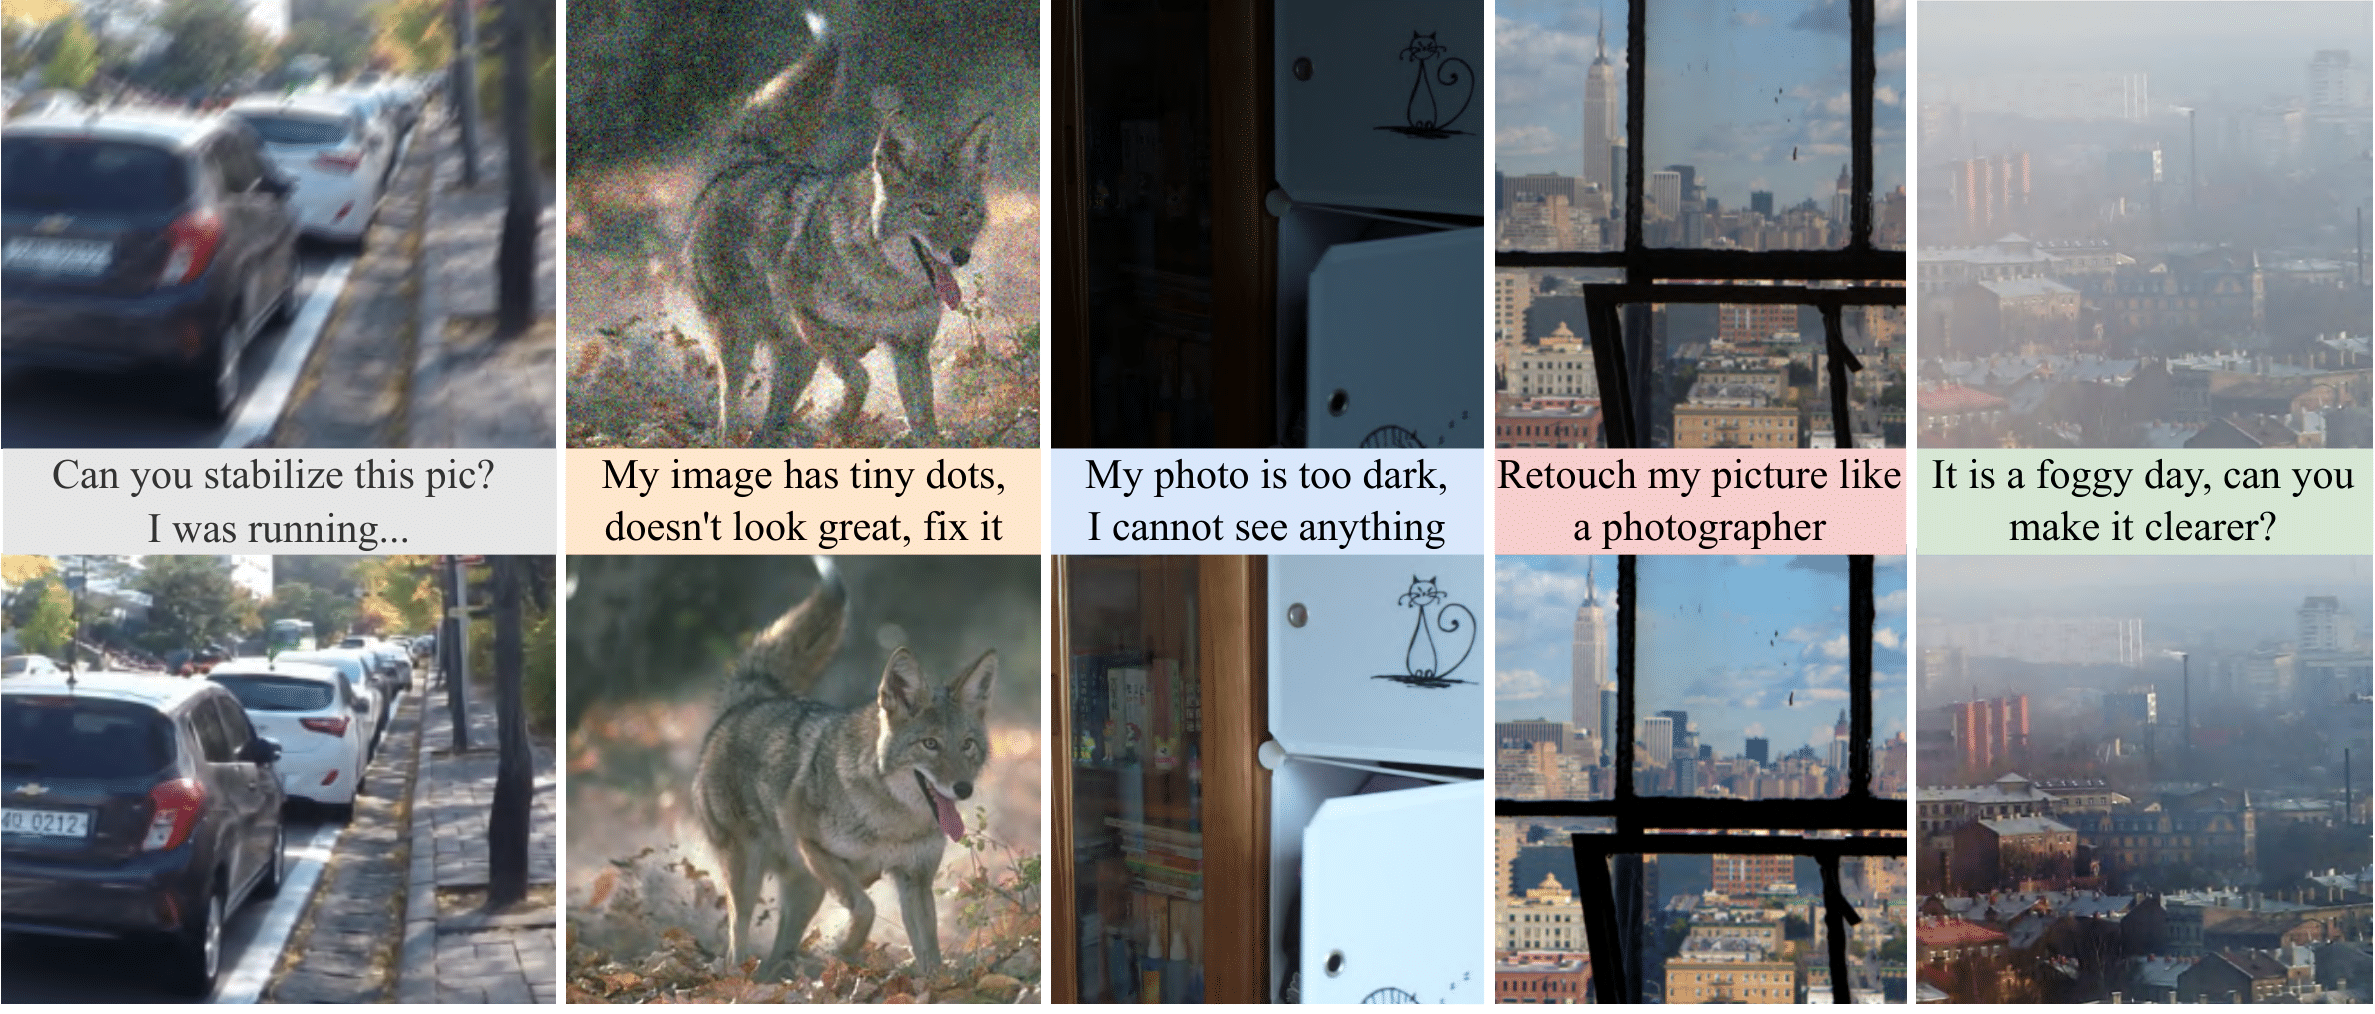 Can you stabilize this pic?
I was running...
My image has tiny dots,
doesn't look great, fix it
My photo is too dark,
I cannot see anything
Retouch my picture like
a photographer
It is a foggy day, can you
make it clearer?
40 0212